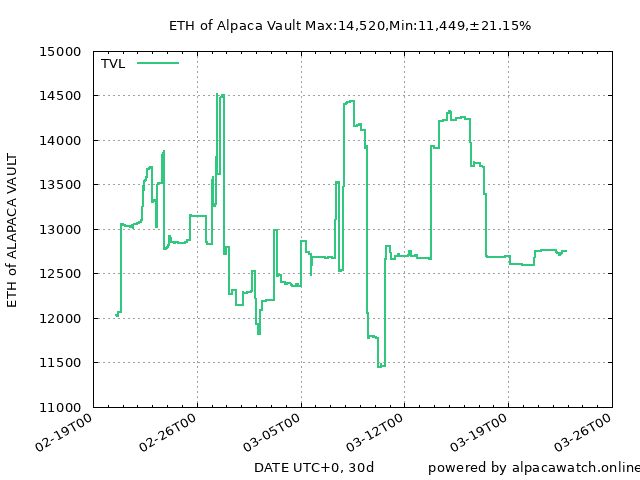 ETH of Alpaca Vault Max:14,520,Min:11,449,±21.15%
TVL
15000
14500
14000
13500
13000
12500
12000
11500
11000
ETH of ALAPACA VAULT
02-19T00
02-26T00
03-05T00
03-12T00
03-19T00
03-26T00
DATE UTC+0, 30d
powered by alpacawatch.online